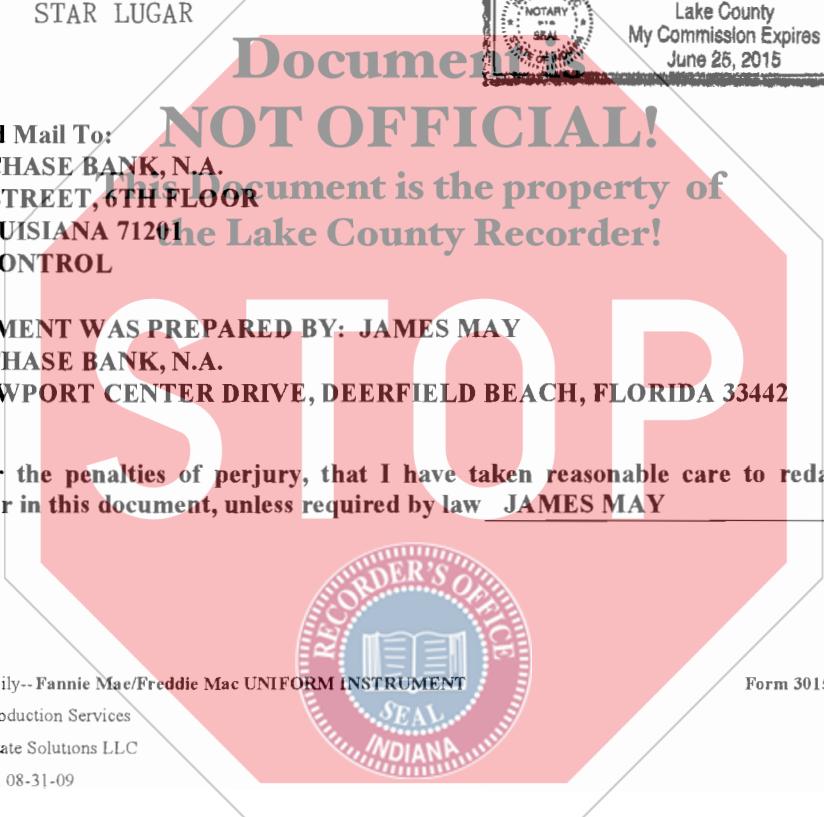 STAR LUGAR
NOTARY
SEAL
Lake County
My Commission Expires
June 25, 2015
Document is
NOT OFFICIAL!
This Document is the property of
the Lake County Recorder!
Mail To:
CHASE BANK, N.A.
STREET, 6TH FLOOR
UISIANA 71201
ONTROL
STOP
MENT WAS PREPARED BY: JAMES MAY
CHASE BANK, N.A.
WPORT CENTER DRIVE, DEERFIELD BEACH, FLORIDA 33442
r the penalties of perjury, that I have taken reasonable care to reda
r in this document, unless required by law JAMES MAY
RECORDER'S OFFICE
SEAL
INDIANA
ily-- Fannie Mae/Freddie Mac UNIFORM INSTRUMENT
Form 3015
oduction Services
ate Solutions LLC
08-31-09